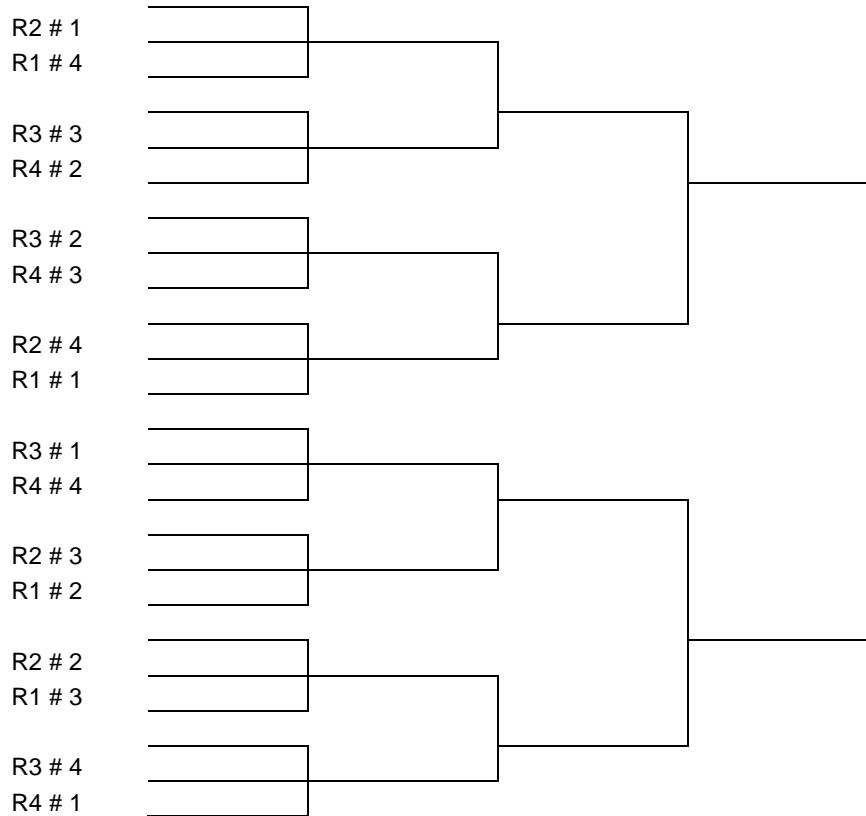 R2 # 1
R1 # 4
R3 # 3
R4 # 2
R3 # 2
R4 # 3
R2 # 4
R1 # 1
R3 # 1
R4 # 4
R2 # 3
R1 # 2
R2 # 2
R1 # 3
R3 # 4
R4 # 1